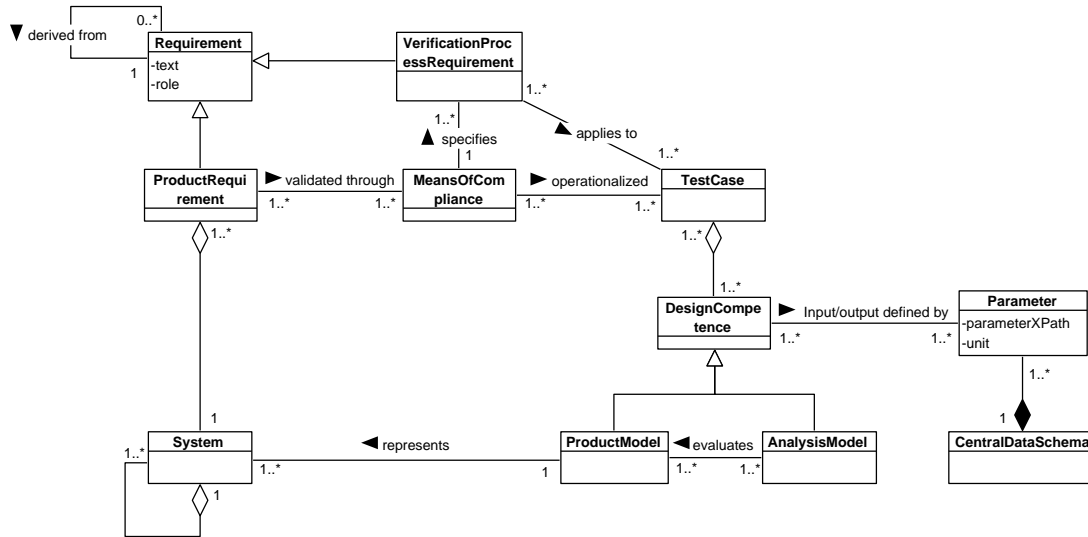 0..*
derived from
1
Requirement
-text
-role
VerificationProc
essRequirement
1..*
applies to
1..*
1..*
specifies
1
ProductRequi
rement
1..*
validated through
1..*
1..*
MeansOfCom
pliance
operationalized
1..*
1..*
TestCase
1..*
1..*
DesignCompe
tence
Input/output defined by
1..*
1..*
Parameter
-parameterXPath
-unit
1..*
1
CentralDataSchema
1
System
1..*
1
represents
1..*
1
ProductModel
evaluates
1..*
1..*
AnalysisModel